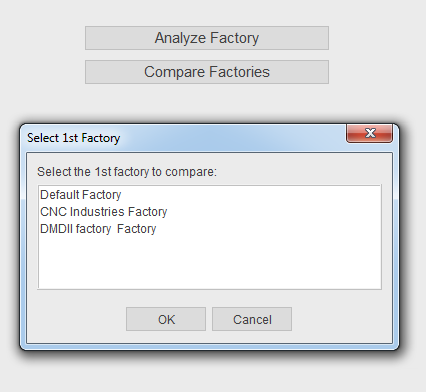 Analyze Factory
Compare Factories
Select 1st Factory
Select the 1st factory to compare:
Default Factory
CNC Industries Factory
DMDII factory  Factory
OK
Cancel